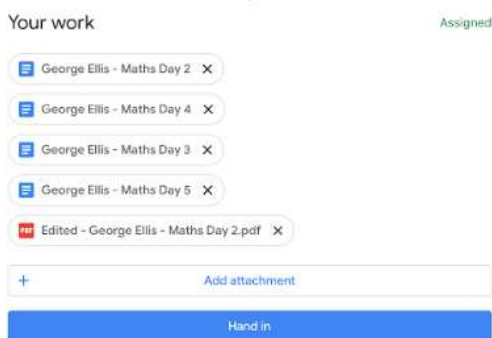 Your work
Assigned
George Ellis - Maths Day 2
George Ellis - Maths Day 4
George Ellis - Maths Day 3
George Ellis - Maths Day 5
PDF Edited - George Ellis - Maths Day 2.pdf
+ Add attachment
Hand in